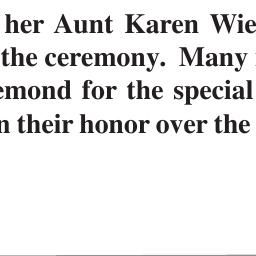 her Aunt Karen Wie
the ceremony. Many
emond for the special
n their honor over the